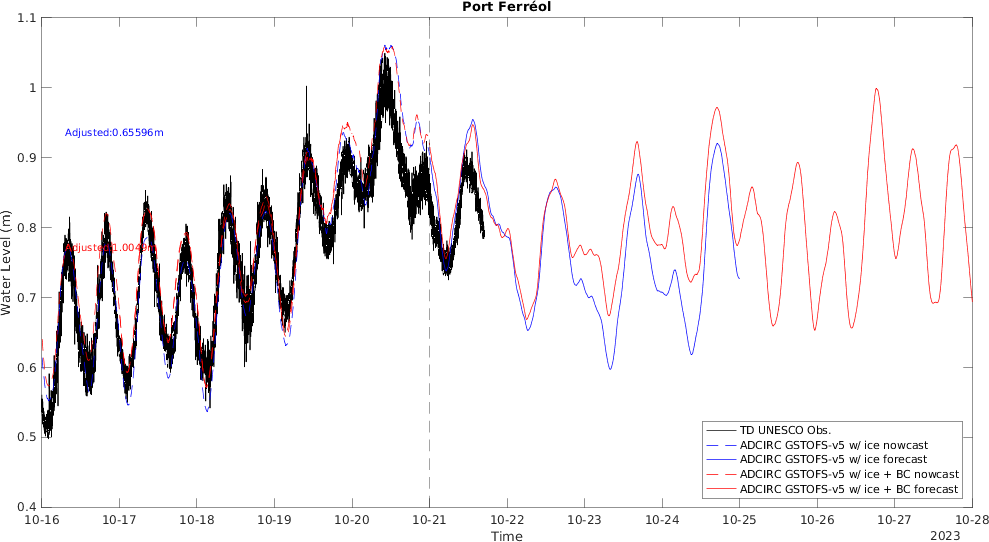 Port Ferréol
1.1
1
0.9
0.8
0.7
0.6
0.5
0.4
Water Level (m)
Adjusted:0.65596m
Adjusted:1.0049m
TD UNESCO Obs.
ADCIRC GSTOFS-v5 w/ ice nowcast
ADCIRC GSTOFS-v5 w/ ice forecast
ADCIRC GSTOFS-v5 w/ ice + BC nowcast
ADCIRC GSTOFS-v5 w/ ice + BC forecast
10-16 10-17 10-18 10-19 10-20 10-21 10-22 10-23 10-24 10-25 10-26 10-27 10-28
Time
2023